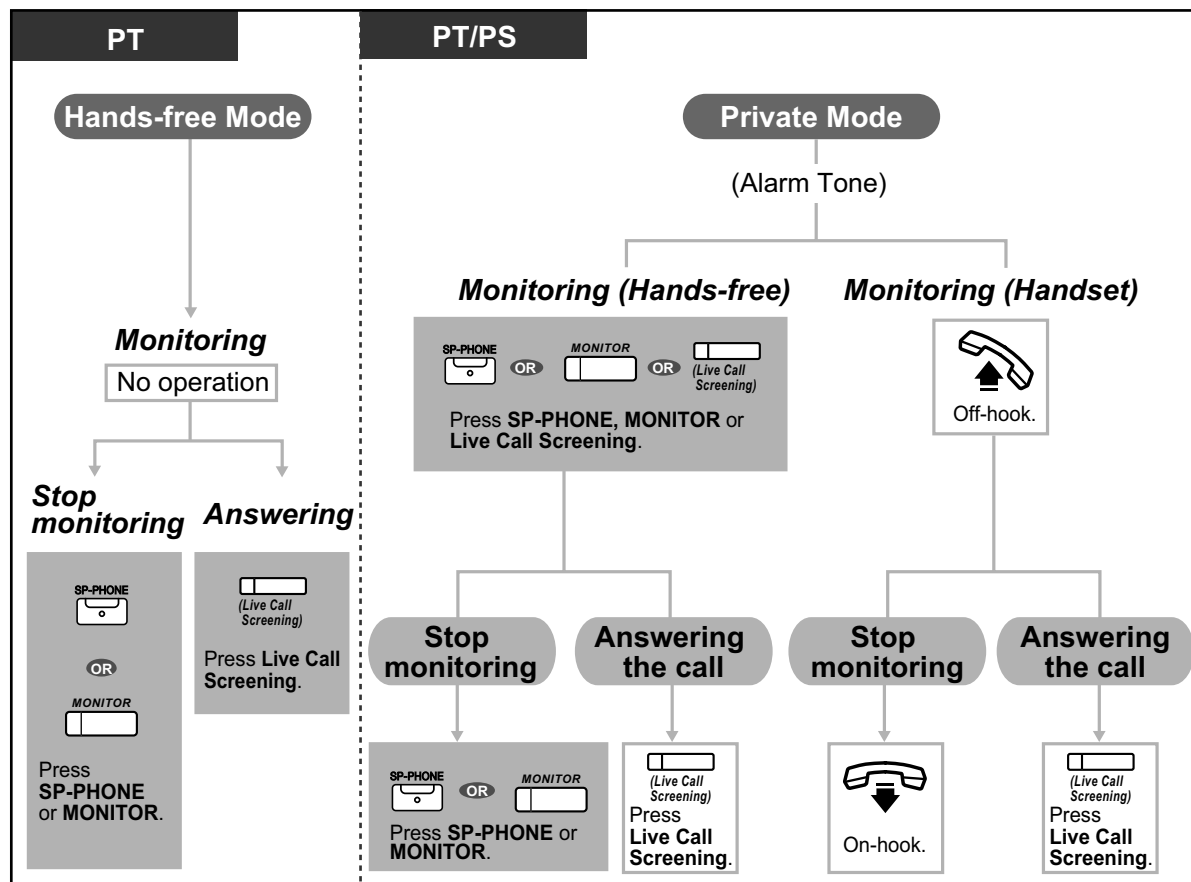 PT
Hands-free Mode
Monitoring
No operation
Stop
monitoring
SP-PHONE
OR
MONITOR
Press
SP-PHONE
or MONITOR.
Answering
(Live Call
Screening)
Press Live Call
Screening.
PT/PS
Private Mode
(Alarm Tone)
Monitoring (Hands-free)
SP-PHONE OR MONITOR OR (Live Call
Screening)
Press SP-PHONE, MONITOR or
Live Call Screening.
Stop
monitoring
SP-PHONE OR MONITOR
Press SP-PHONE or
MONITOR.
Answering
the call
(Live Call
Screening)
Press
Live Call
Screening.
Monitoring (Handset)
Off-hook.
Stop
monitoring
On-hook.
Answering
the call
(Live Call
Screening)
Press
Live Call
Screening.